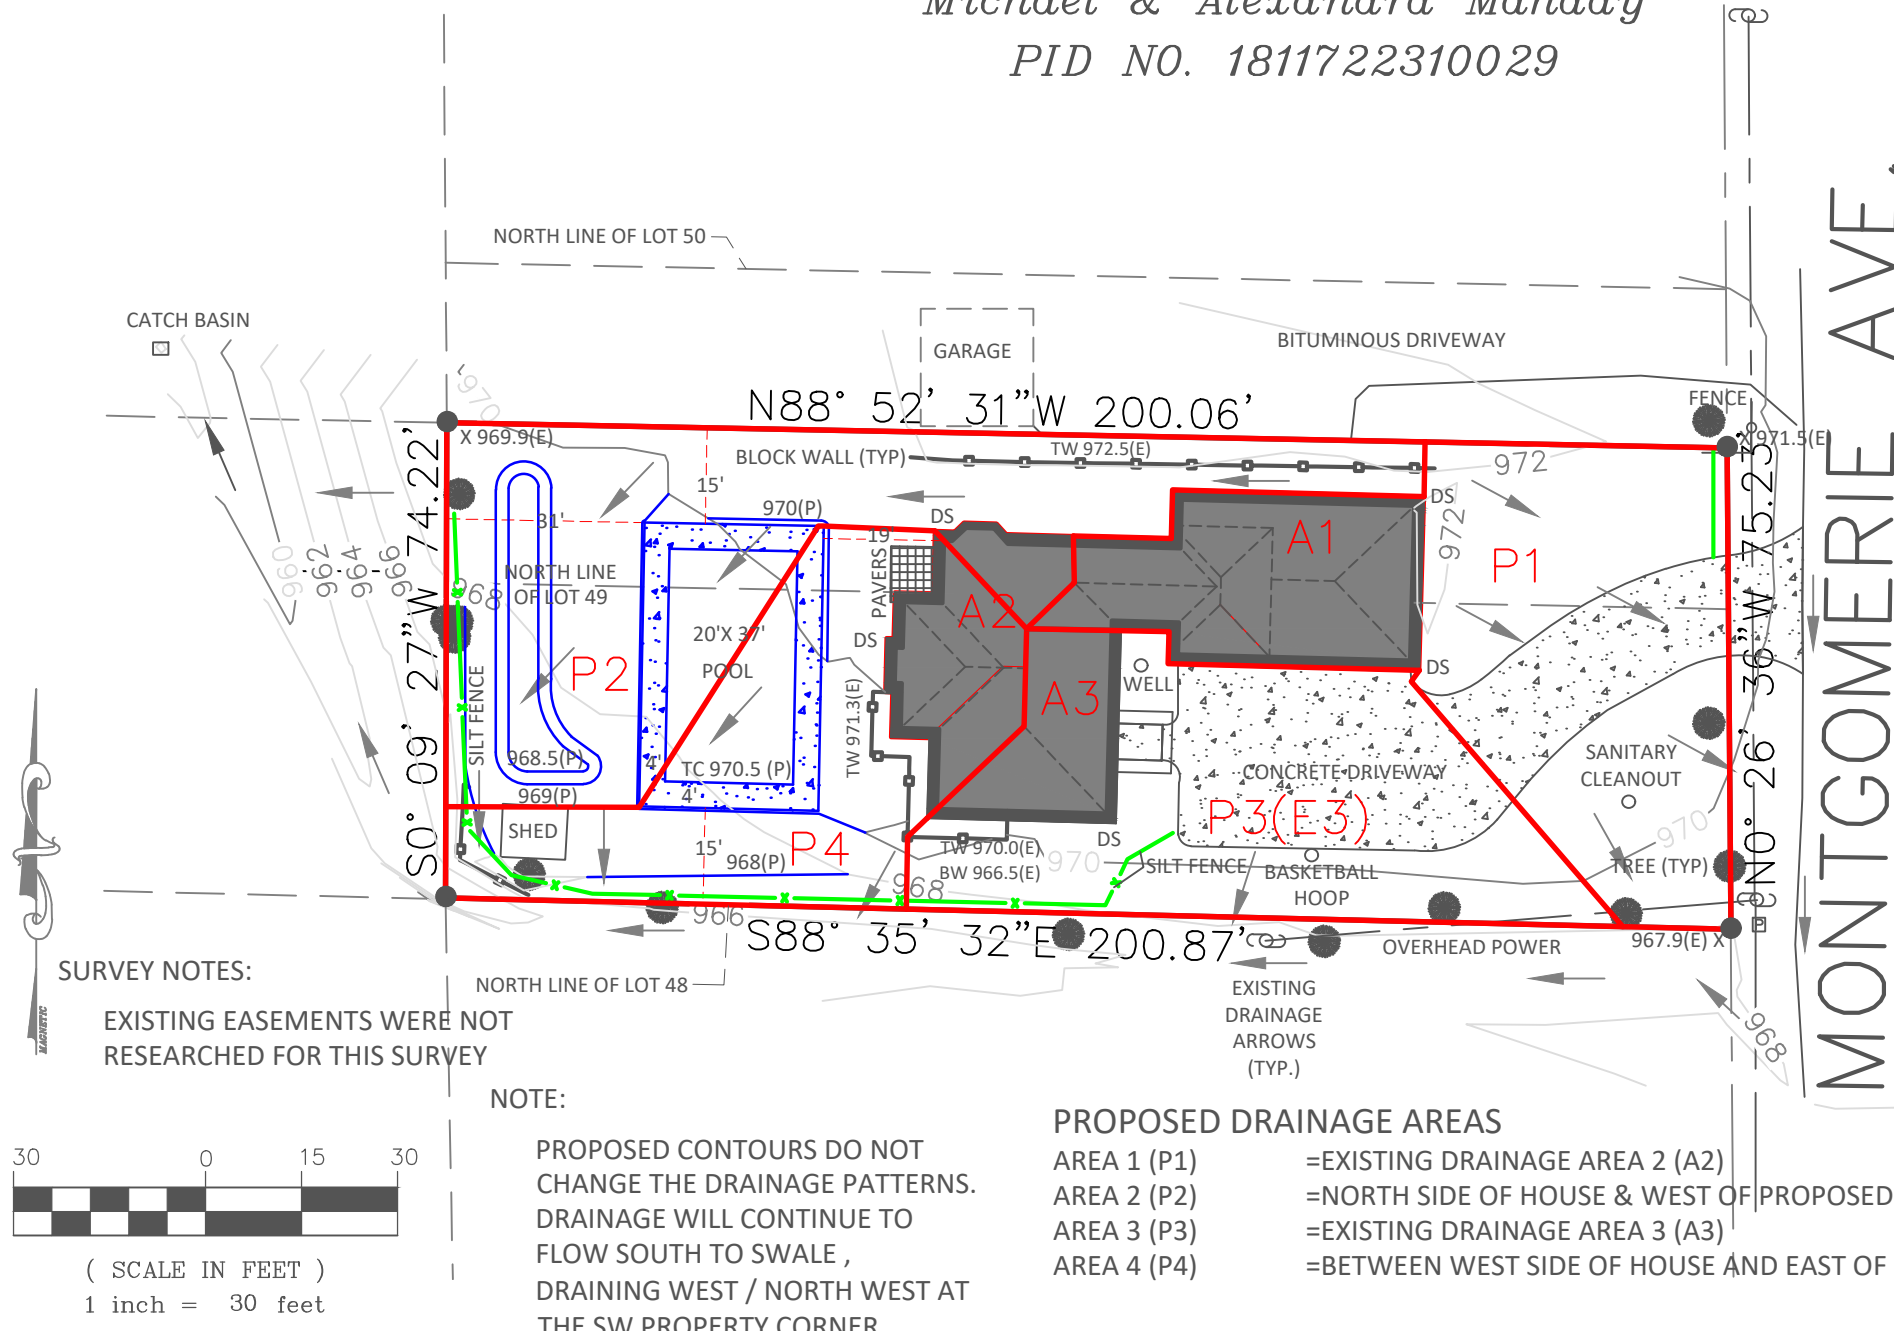 Michael & Alexandra Manday
PID NO. 1811722310029
NORTH LINE OF LOT 50
CATCH BASIN
GARAGE
BITUMINOUS DRIVEWAY
FENCE
N88° 52' 31"W 200.06'
970
X 969.9(E)
BLOCK WALL (TYP)
TW 972.5(E)
972
X 971.5(E)
15'
970(P)
DS
DS
31'
19
A1
972
P1
960
962
964
966
968
NORTH LINE
OF LOT 49
PAVERS
A2
DS
20'X 37'
POOL
P2
WELL
DS
A3
S0° 09' 27"W 74.22'
N0° 26' 36"W 75.23'
MONTGOMERIE AVE.
SILT FENCE
TW 971.3(E)
968.5(P)
4'
TC 970.5 (P)
4'
969(P)
CONCRETE DRIVEWAY
SANITARY
CLEANOUT
P3(E3)
SHED
15'
968(P)
P4
TW 970.0(E)
BW 966.5(E)
DS
970
SILT FENCE
BASKETBALL
HOOP
970
TREE (TYP)
968
966
S88° 35' 32"E 200.87'
OVERHEAD POWER
967.9(E) X
SURVEY NOTES:
NORTH LINE OF LOT 48
EXISTING
DRAINAGE
ARROWS
(TYP.)
968
EXISTING EASEMENTS WERE NOT
RESEARCHED FOR THIS SURVEY
MAGNETIC
NOTE:
PROPOSED CONTOURS DO NOT
CHANGE THE DRAINAGE PATTERNS.
DRAINAGE WILL CONTINUE TO
FLOW SOUTH TO SWALE ,
DRAINING WEST / NORTH WEST AT
THE SW PROPERTY CORNER
PROPOSED DRAINAGE AREAS
AREA 1 (P1) =EXISTING DRAINAGE AREA 2 (A2)
AREA 2 (P2) =NORTH SIDE OF HOUSE & WEST OF PROPOSED
AREA 3 (P3) =EXISTING DRAINAGE AREA 3 (A3)
AREA 4 (P4) =BETWEEN WEST SIDE OF HOUSE AND EAST OF
30 0 15 30
( SCALE IN FEET )
1 inch = 30 feet